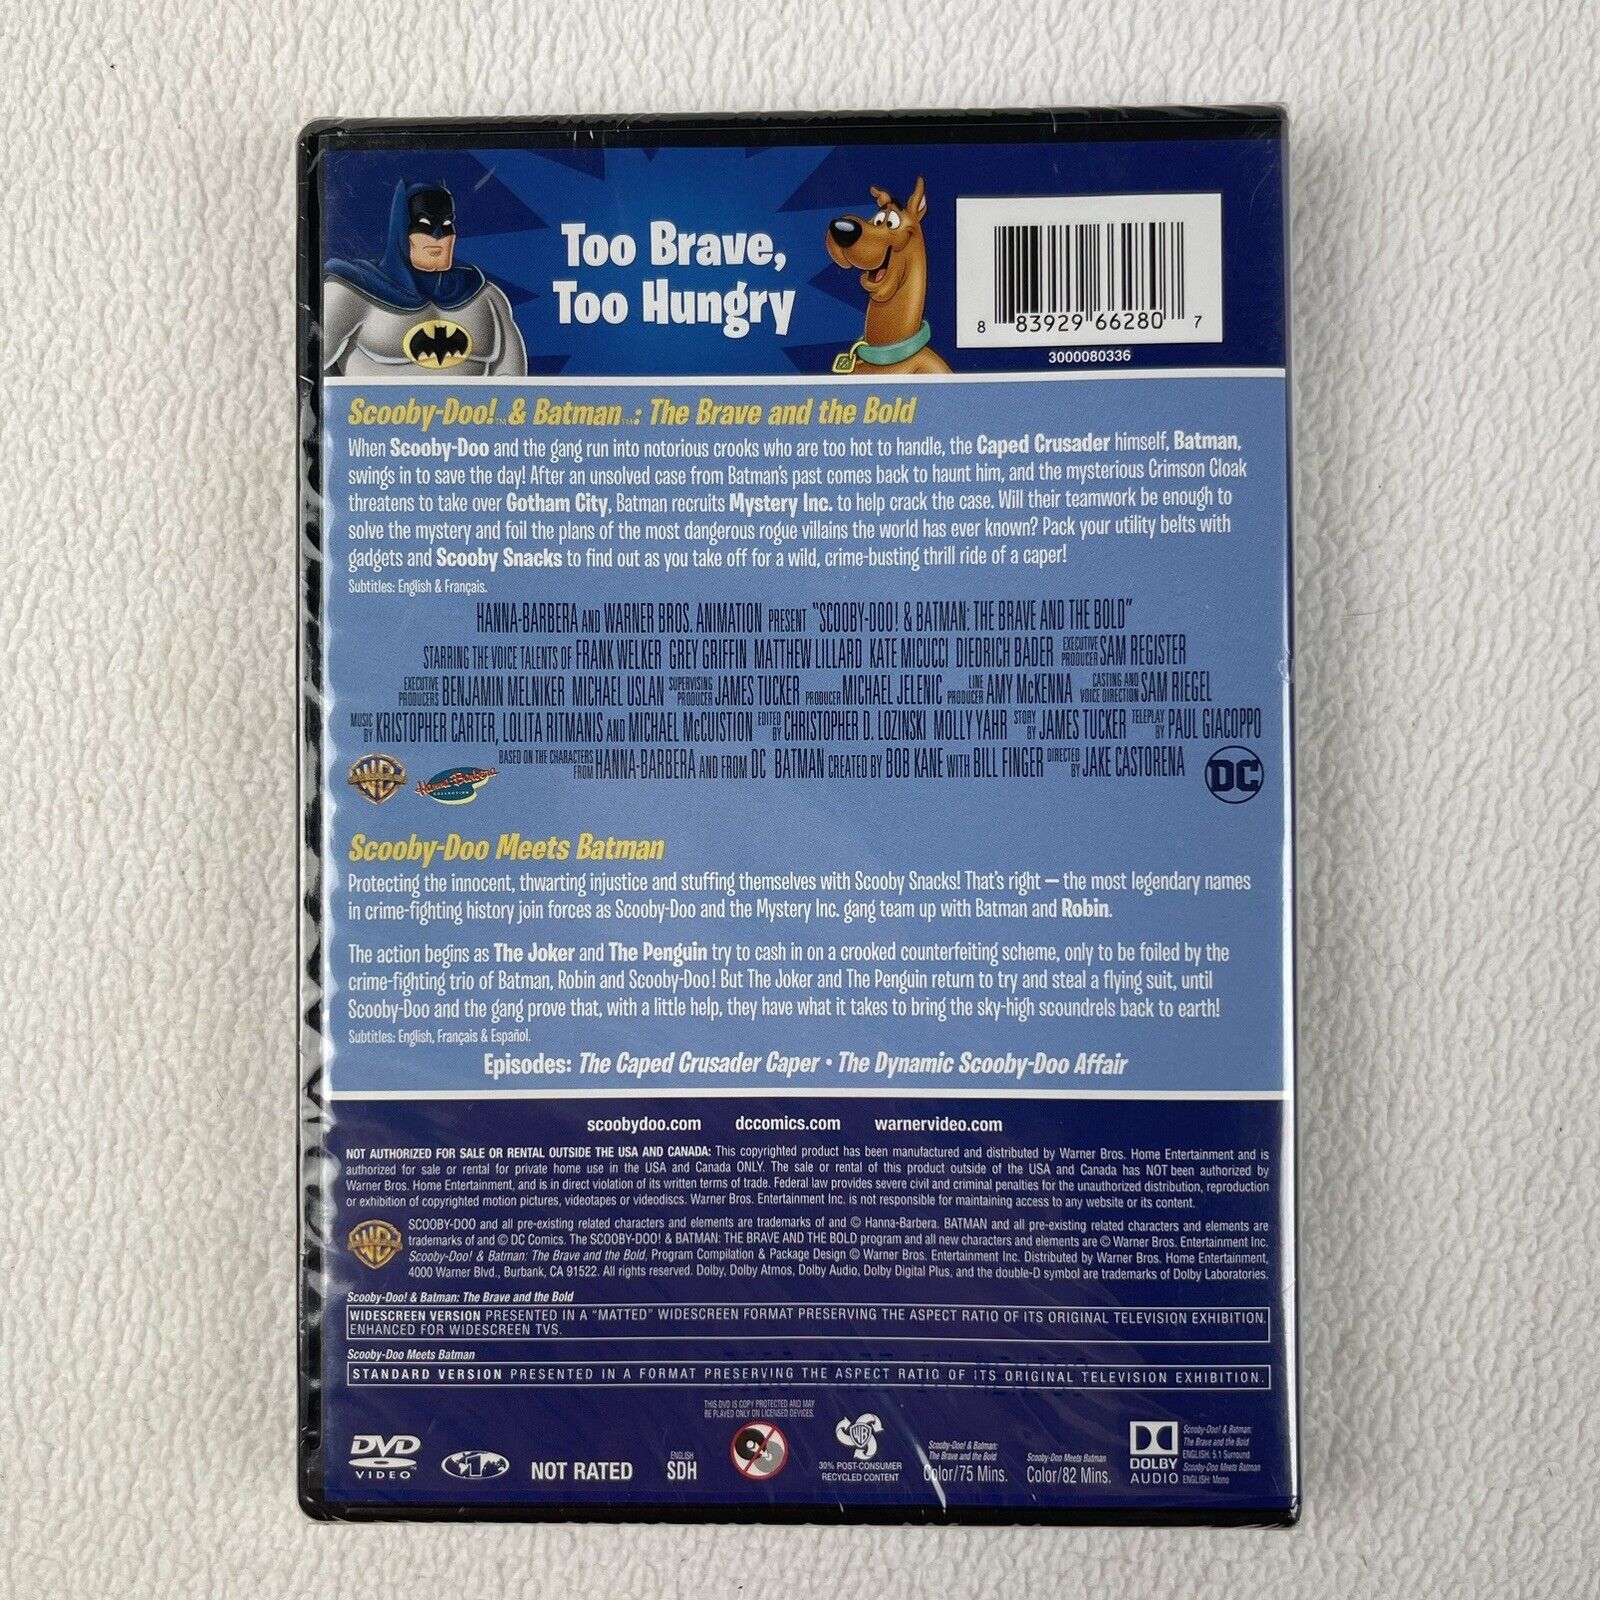 Too Brave,
Too Hungry
8 83929 66280 7
3000080336
Scooby-Doo!™ & Batman™: The Brave and the Bold
When Scooby-Doo and the gang run into notorious crooks who are too hot to handle, the Caped Crusader himself, Batman,
swings in to save the day! After an unsolved case from Batman's past comes back to haunt him, and the mysterious Crimson Cloak
threatens to take over Gotham City, Batman recruits Mystery Inc. to help crack the case. Will their teamwork be enough to
solve the mystery and foil the plans of the most dangerous rogue villains the world has ever known? Pack your utility belts with
gadgets and Scooby Snacks to find out as you take off for a wild, crime-busting thrill ride of a caper!
Subtitles: English & Français.
HANNA-BARBERA AND WARNER BROS. ANIMATION PRESENT "SCOOBY-DOO! & BATMAN: THE BRAVE AND THE BOLD"
STARRING THE VOICE TALENTS OF FRANK WELKER GREY GRIFFIN MATTHEW LILLARD KATE MICUCCI DIEDRICH BADER EXECUTIVE PRODUCER SAM REGISTER
EXECUTIVE PRODUCERS BENJAMIN MELNIKER MICHAEL USLAN SUPERVISING PRODUCER JAMES TUCKER PRODUCER MICHAEL JELENIC LINE PRODUCER AMY McKENNA CASTING AND VOICE DIRECTION SAM RIEGEL
MUSIC BY KRISTOPHER CARTER, LOLITA RITMANIS AND MICHAEL McCUISTION EDITED BY CHRISTOPHER D. LOZINSKI MOLLY YAHR STORY BY JAMES TUCKER TELEPLAY BY PAUL GIACOPPO
BASED ON THE CHARACTERS FROM HANNA-BARBERA AND FROM DC BATMAN CREATED BY BOB KANE WITH BILL FINGER DIRECTED BY JAKE CASTORENA
WB
Hanna-Barbera
COLLECTION
DC
Scooby-Doo Meets Batman
Protecting the innocent, thwarting injustice and stuffing themselves with Scooby Snacks! That's right — the most legendary names
in crime-fighting history join forces as Scooby-Doo and the Mystery Inc. gang team up with Batman and Robin.
The action begins as The Joker and The Penguin try to cash in on a crooked counterfeiting scheme, only to be foiled by the
crime-fighting trio of Batman, Robin and Scooby-Doo! But The Joker and The Penguin return to try and steal a flying suit, until
Scooby-Doo and the gang prove that, with a little help, they have what it takes to bring the sky-high scoundrels back to earth!
Subtitles: English, Français & Español.
Episodes: The Caped Crusader Caper • The Dynamic Scooby-Doo Affair
scoobydoo.com dccomics.com warnervideo.com
NOT AUTHORIZED FOR SALE OR RENTAL OUTSIDE THE USA AND CANADA: This copyrighted product has been manufactured and distributed by Warner Bros. Home Entertainment and is
authorized for sale or rental for private home use in the USA and Canada ONLY. The sale or rental of this product outside of the USA and Canada has NOT been authorized by
Warner Bros. Home Entertainment, and is in direct violation of its written terms of trade. Federal law provides severe civil and criminal penalties for the unauthorized distribution, reproduction
or exhibition of copyrighted motion pictures, videotapes or videodiscs. Warner Bros. Entertainment Inc. is not responsible for maintaining access to any website or its content.
WB
SCOOBY-DOO and all pre-existing related characters and elements are trademarks of and © Hanna-Barbera. BATMAN and all pre-existing related characters and elements are
trademarks of and © DC Comics. The SCOOBY-DOO! & BATMAN: THE BRAVE AND THE BOLD program and all new characters and elements are © Warner Bros. Entertainment Inc.
Scooby-Doo! & Batman: The Brave and the Bold, Program Compilation & Package Design © Warner Bros. Entertainment Inc. Distributed by Warner Bros. Home Entertainment,
4000 Warner Blvd., Burbank, CA 91522. All rights reserved. Dolby, Dolby Atmos, Dolby Audio, Dolby Digital Plus, and the double-D symbol are trademarks of Dolby Laboratories.
Scooby-Doo! & Batman: The Brave and the Bold
WIDESCREEN VERSION PRESENTED IN A "MATTED" WIDESCREEN FORMAT PRESERVING THE ASPECT RATIO OF ITS ORIGINAL TELEVISION EXHIBITION.
ENHANCED FOR WIDESCREEN TVS.
Scooby-Doo Meets Batman
STANDARD VERSION PRESENTED IN A FORMAT PRESERVING THE ASPECT RATIO OF ITS ORIGINAL TELEVISION EXHIBITION.
THIS DVD IS COPY PROTECTED AND MAY
BE PLAYED ONLY ON LICENSED DEVICES.
DVD
VIDEO™
1
NOT RATED
ENGLISH
SDH
WB
30% POST-CONSUMER
RECYCLED CONTENT
Scooby-Doo! & Batman:
The Brave and the Bold
Color/75 Mins.
Scooby-Doo Meets Batman
Color/82 Mins.
DOLBY
AUDIO
Scooby-Doo! & Batman:
The Brave and the Bold
ENGLISH: 5.1 Surround
Scooby-Doo Meets Batman
ENGLISH: Mono